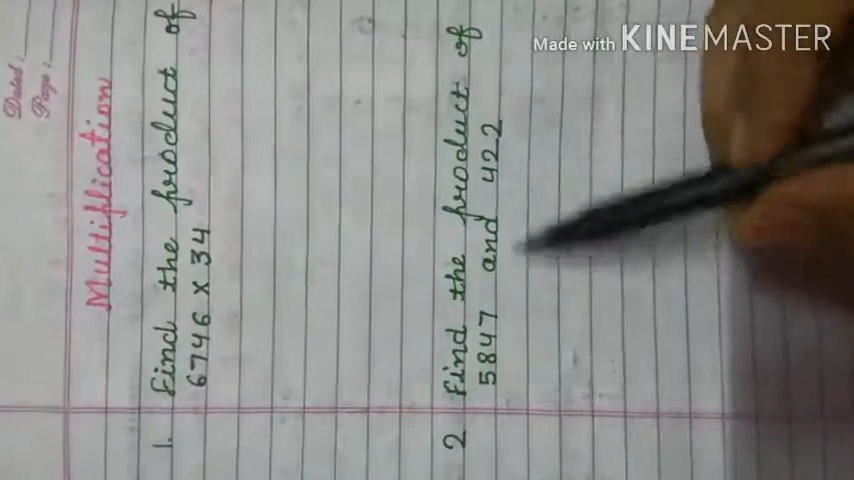 Dated :
Page :
Multiplication
1. Find the product of
6746 x 34
2 Find the product of
5847 and 422
Made with KINEMASTER